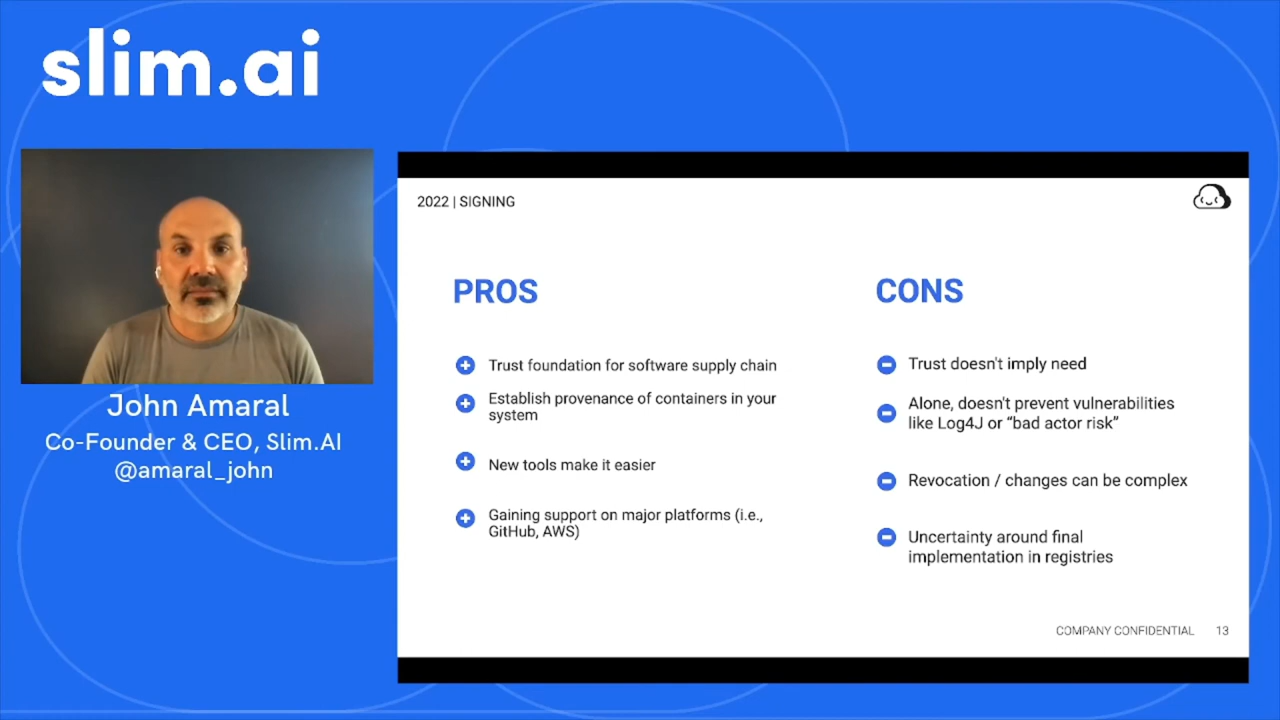 slim.ai
John Amaral
Co-Founder & CEO, Slim.AI
@amaral_john
2022 | SIGNING
PROS
Trust foundation for software supply chain
Establish provenance of containers in your
system
New tools make it easier
Gaining support on major platforms (i.e.,
GitHub, AWS)
CONS
Trust doesn't imply need
Alone, doesn't prevent vulnerabilities
like Log4J or “bad actor risk”
Revocation / changes can be complex
Uncertainty around final
implementation in registries
COMPANY CONFIDENTIAL 13